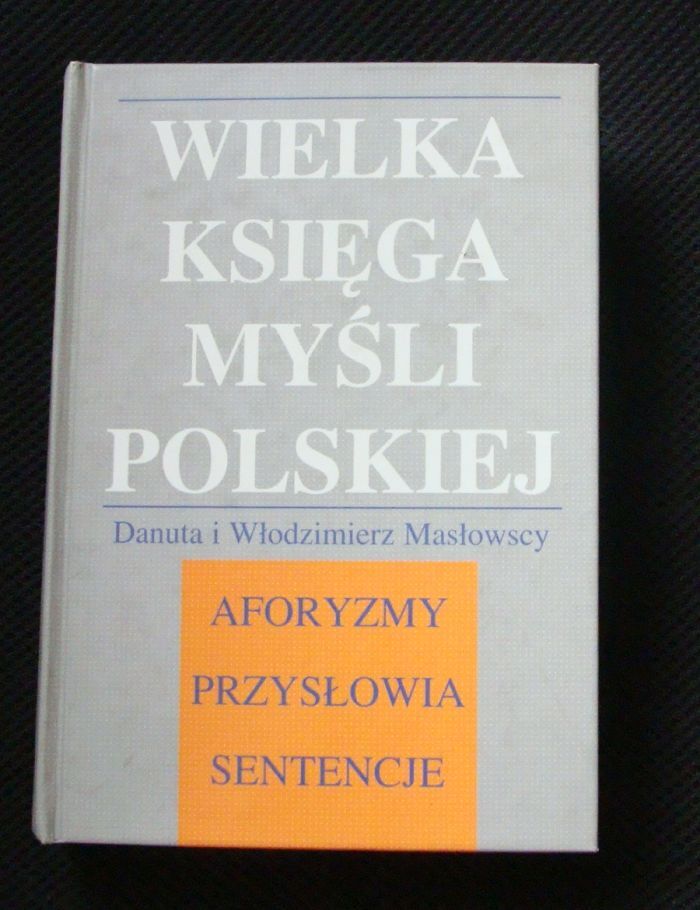 WIELKA
KSIĘGA
MYŚLI
POLSKIEJ
Danuta i Włodzimierz Masłowscy
AFORYZMY
PRZYSŁOWIA
SENTENCJE